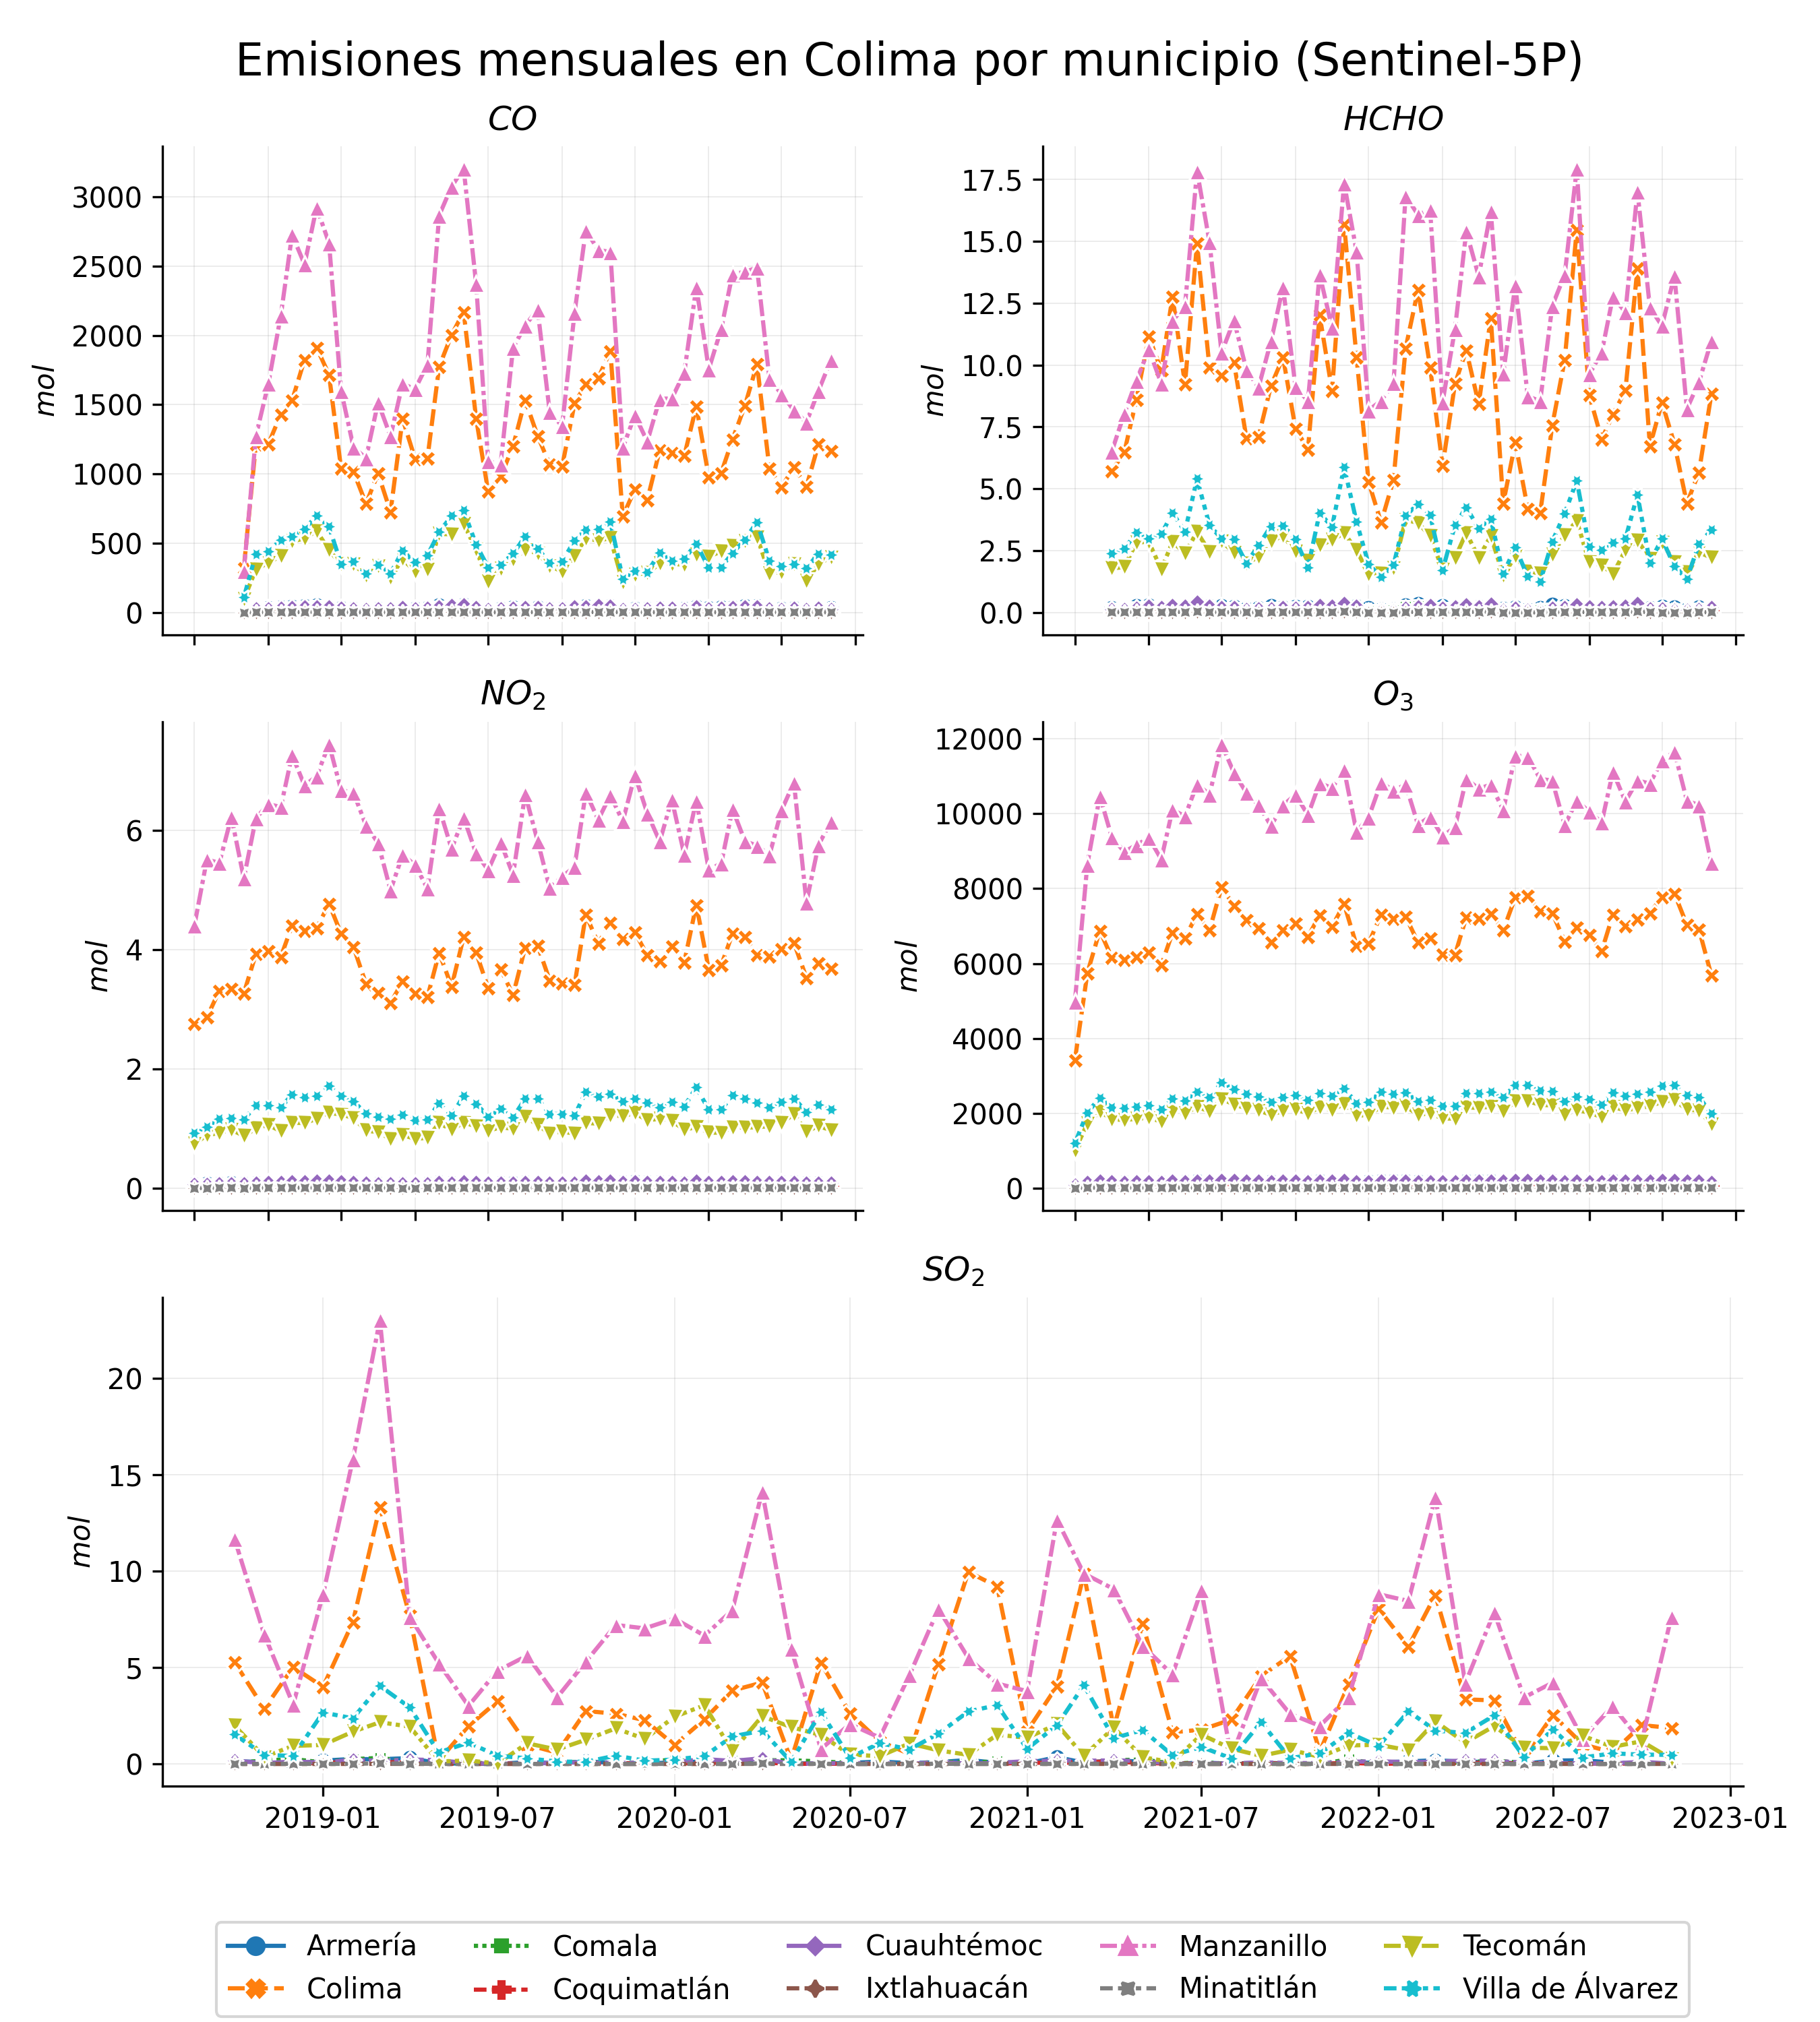 Emisiones mensuales en Colima por municipio (Sentinel-5P)
CO
HCHO
3000
2500
2000
1500
1000
500
0
mol
17.5
15.0
12.5
10.0
7.5
5.0
2.5
0.0
mol
NO2
O3
6
4
2
0
mol
12000
10000
8000
6000
4000
2000
0
mol
SO2
20
15
10
5
0
mol
2019-01 2019-07 2020-01 2020-07 2021-01 2021-07 2022-01 2022-07 2023-01
Armería Comala Cuauhtémoc Manzanillo Tecomán
Colima Coquimatlán Ixtlahuacán Minatitlán Villa de Álvarez